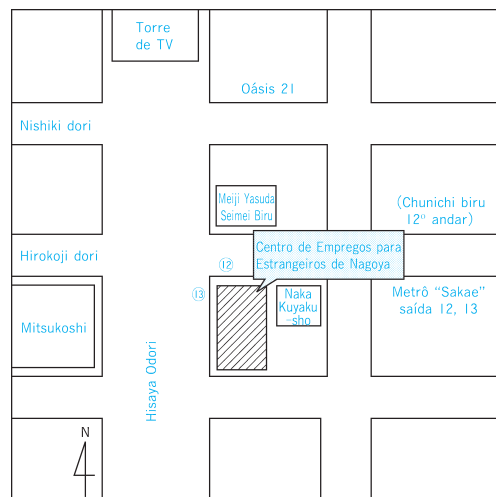 Torre
de TV
Oásis 21
Nishiki dori
Meiji Yasuda
Seimei Biru
(Chunichi biru
12º andar)
Hirokoji dori
⑫
Centro de Empregos para
Estrangeiros de Nagoya
⑬
Naka
Kuyaku
-sho
Metrô “Sakae”
saída 12, 13
Mitsukoshi
Hisaya Odori
N